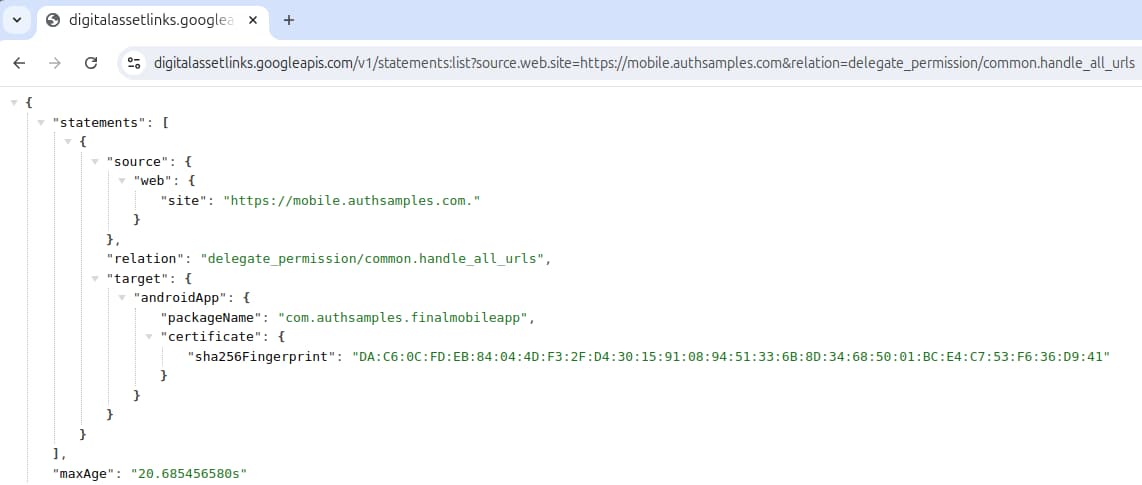 digitalassetlinks.googlea
digitalassetlinks.googleapis.com/v1/statements:list?source.web.site=https://mobile.authsamples.com&relation=delegate_permission/common.handle_all_urls
{
"statements": [
{
"source": {
"web": {
"site": "https://mobile.authsamples.com."
}
},
"relation": "delegate_permission/common.handle_all_urls",
"target": {
"androidApp": {
"packageName": "com.authsamples.finalmobileapp",
"certificate": {
"sha256Fingerprint": "DA:C6:0C:FD:EB:84:04:4D:F3:2F:D4:30:15:91:08:94:51:33:6B:8D:34:68:50:01:BC:E4:C7:53:F6:36:D9:41"
}
}
}
}
],
"maxAge": "20.685456580s"